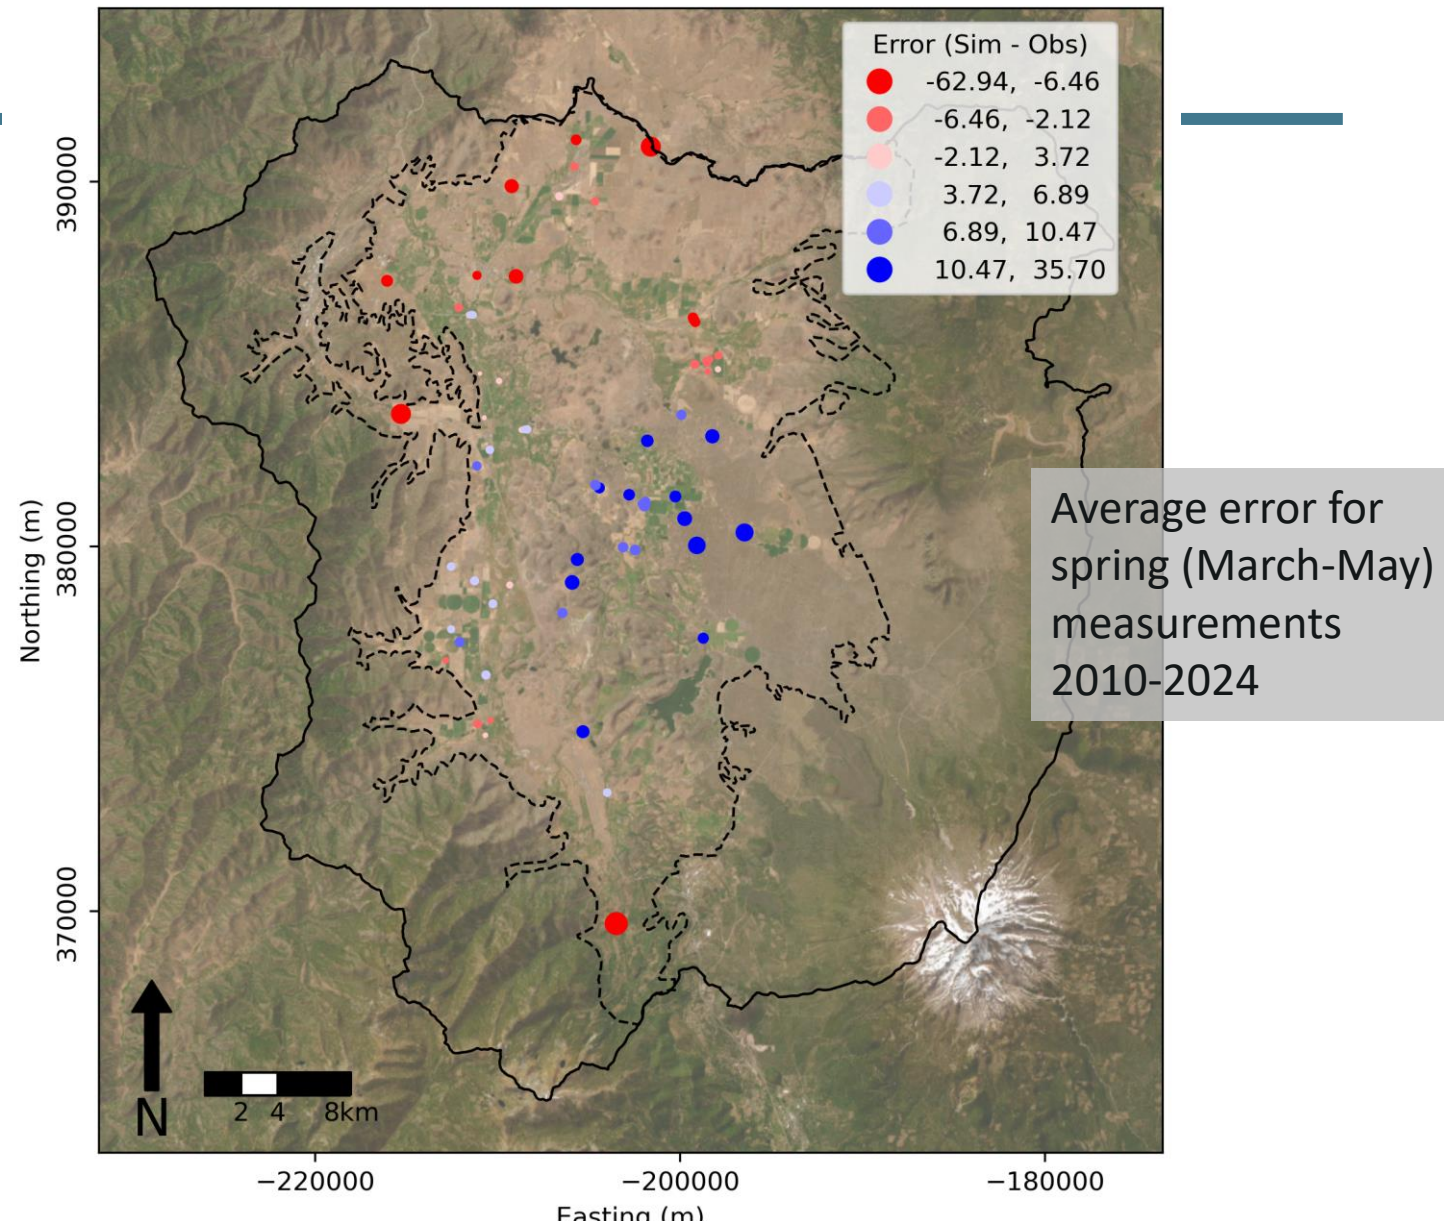 Error (Sim - Obs)
-62.94, -6.46
-6.46, -2.12
-2.12, 3.72
3.72, 6.89
6.89, 10.47
10.47, 35.70
Average error for
spring (March-May)
measurements
2010-2024
Northing (m)
390000
380000
370000
N
2 4 8km
−220000 −200000 −180000
Easting (m)